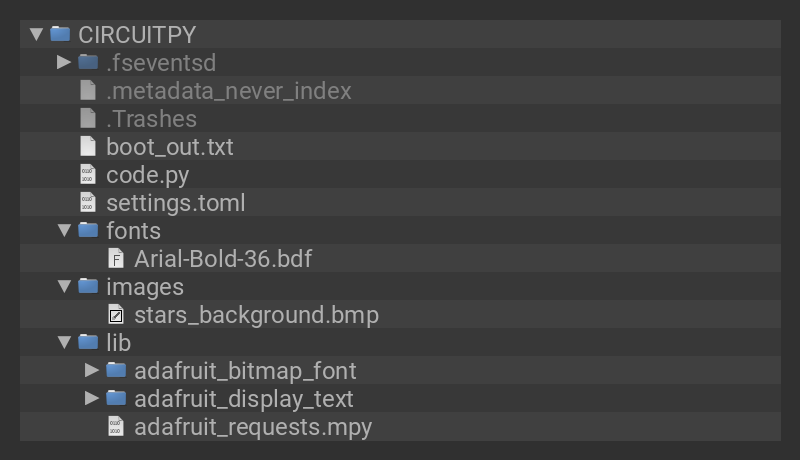 CIRCUITPY
.fseventsd
.metadata_never_index
.Trashes
boot_out.txt
code.py
settings.toml
fonts
Arial-Bold-36.bdf
images
stars_background.bmp
lib
adafruit_bitmap_font
adafruit_display_text
adafruit_requests.mpy